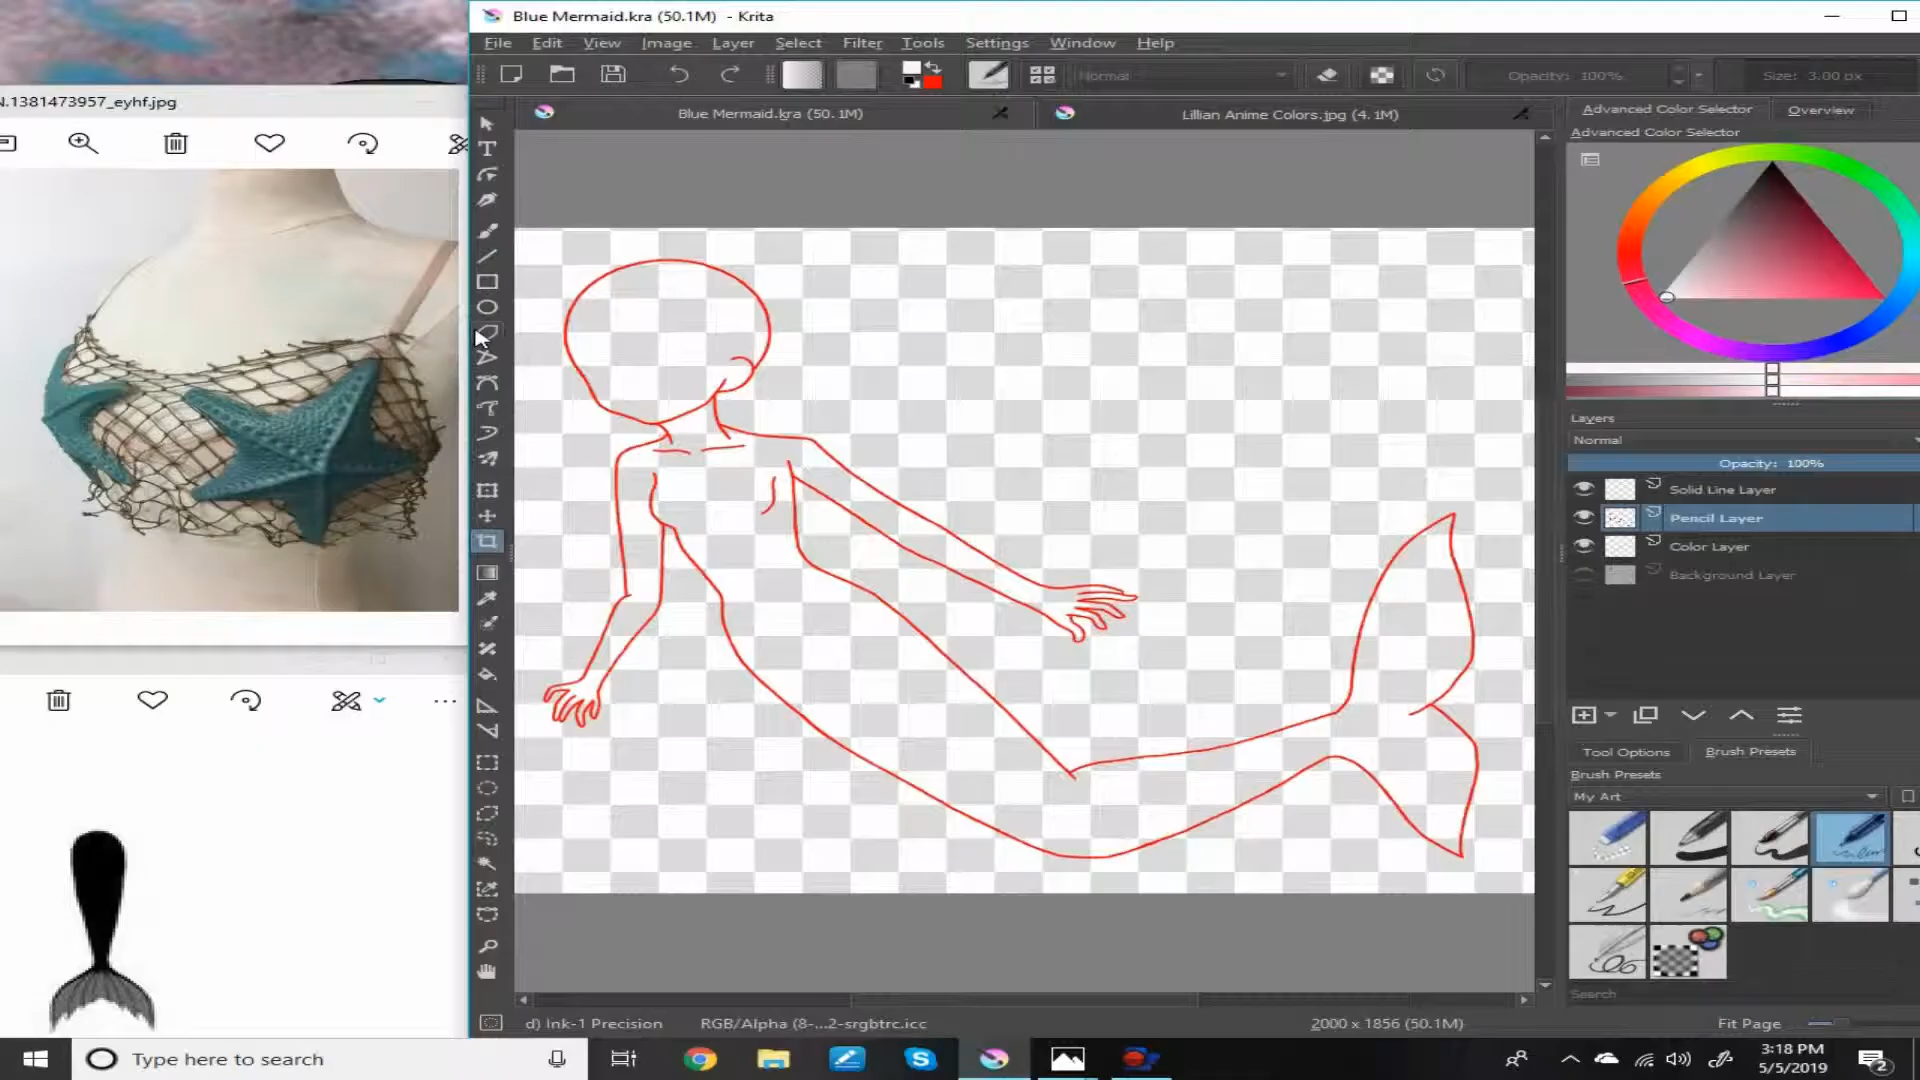 Blue Mermaid.kra (50.1M)  - Krita
File Edit View Image Layer Select Filter Tools Settings Window Help
Normal
Opacity: 100%
Size: 3.00 px
N.1381473957_eyhf.jpg
Blue Mermaid.kra (50.1M)
Lillian Anime Colors.jpg (4.1M)
Advanced Color Selector
Overview
Advanced Color Selector
Layers
Normal
Opacity: 100%
Solid Line Layer
Pencil Layer
Color Layer
Background Layer
Tool Options
Brush Presets
Brush Presets
My Art
Search
d) Ink-1 Precision
RGB/Alpha (8-...2-srgbtrc.icc
2000 x 1856 (50.1M)
Fit Page
Type here to search
3:18 PM
5/5/2019
2